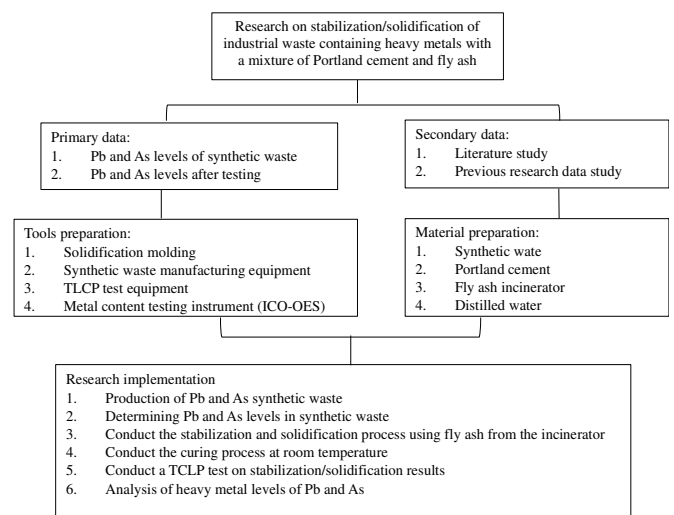 Research on stabilization/solidification of
industrial waste containing heavy metals with
a mixture of Portland cement and fly ash
Primary data:
1. Pb and As levels of synthetic waste
2. Pb and As levels after testing
Secondary data:
1. Literature study
2. Previous research data study
Tools preparation:
1. Solidification molding
2. Synthetic waste manufacturing equipment
3. TLCP test equipment
4. Metal content testing instrument (ICO-OES)
Material preparation:
1. Synthetic wate
2. Portland cement
3. Fly ash incinerator
4. Distilled water
Research implementation
1. Production of Pb and As synthetic waste
2. Determining Pb and As levels in synthetic waste
3. Conduct the stabilization and solidification process using fly ash from the incinerator
4. Conduct the curing process at room temperature
5. Conduct a TCLP test on stabilization/solidification results
6. Analysis of heavy metal levels of Pb and As